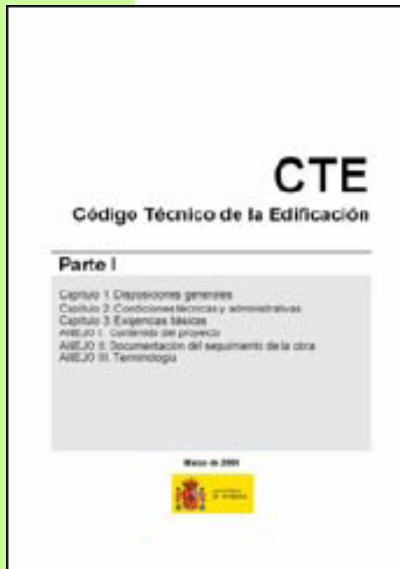 CTE
Código Técnico de la Edificación
Parte I
Capítulo 1. Disposiciones generales
Capítulo 2. Condiciones técnicas y administrativas
Capítulo 3. Exigencias básicas
ANEJO I. Contenido del proyecto
ANEJO II. Documentación del seguimiento de la obra
ANEJO III. Terminología
Marzo de